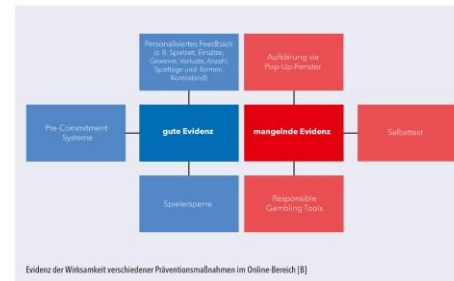 Personalisiertes Feedback
(z. B. Spielzeit, Einsätze,
Gewinne, Verluste, Anzahl,
Spieltage und -formen,
Kontostand)
Aufklärung via
Pop-Up-Fenster
Pre-Commitment-
Systeme
gute Evidenz
mangelnde Evidenz
Selbsttest
Spielersperre
Responsible
Gambling Tools
Evidenz der Wirksamkeit verschiedener Präventionsmaßnahmen im Online-Bereich [B]